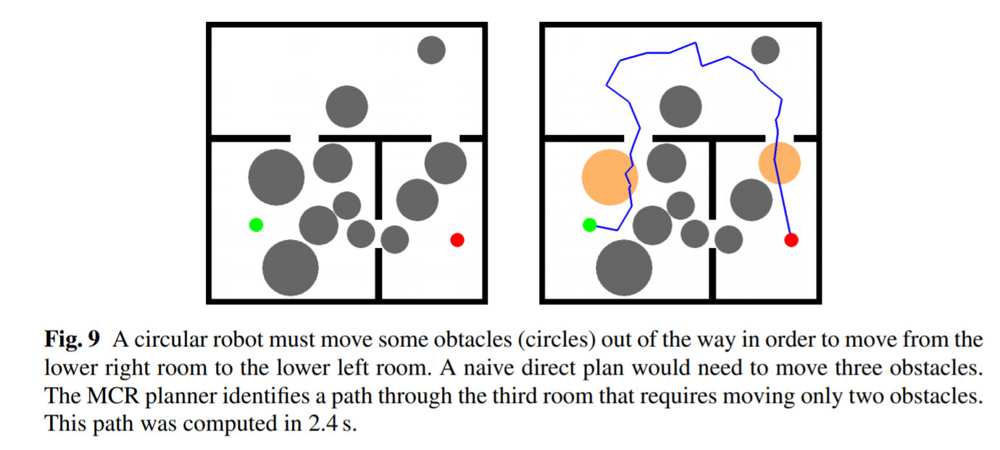 Fig. 9 A circular robot must move some obtacles (circles) out of the way in order to move from the
lower right room to the lower left room. A naive direct plan would need to move three obstacles.
The MCR planner identifies a path through the third room that requires moving only two obstacles.
This path was computed in 2.4 s.